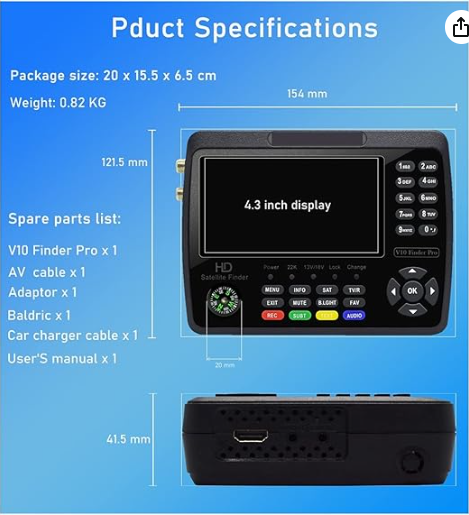 Pduct Specifications
Package size: 20 x 15.5 x 6.5 cm
Weight: 0.82 KG
154 mm
121.5 mm
4.3 inch display
Spare parts list:
V10 Finder Pro x 1
AV cable x 1
Adaptor x 1
Baldric x 1
Car charger cable x 1
User'S manual x 1
1 2ABC
3DEF 4GHI
5JKL 6MNO
7PQRS 8TUV
9WXYZ 0
V10 Finder Pro
HD
Satellite Finder
Power 22K 13V/18V Lock Charge
MENU INFO SAT TV/R
EXIT MUTE B.LGHT FAV
REC SUBT AUDIO
OK
20 mm
41.5 mm